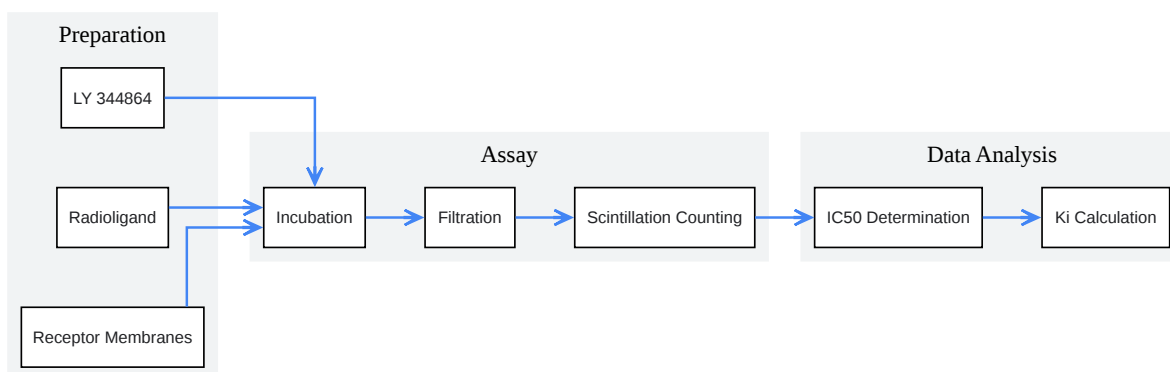 Preparation
LY 344864
Radioligand
Receptor Membranes
Assay
Incubation
Filtration
Scintillation Counting
Data Analysis
IC50 Determination
Ki Calculation